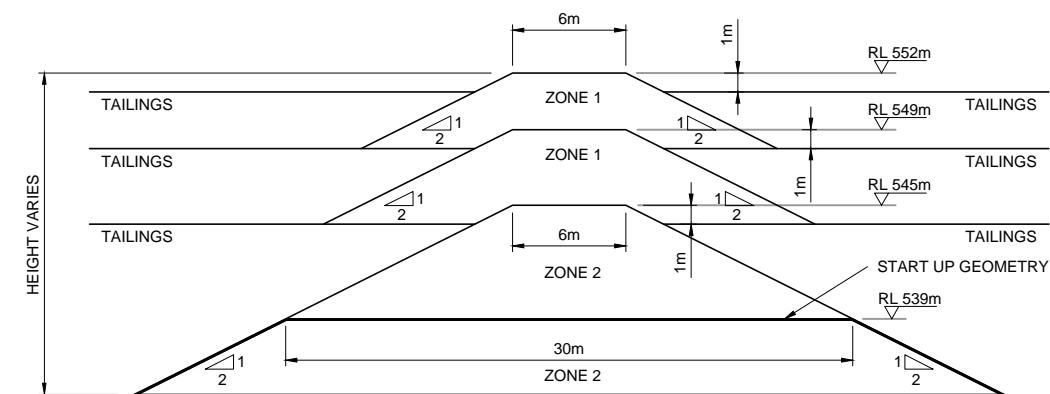 6m
1m
RL 552m
TAILINGS
ZONE 1
TAILINGS
1
2
1
2
RL 549m
TAILINGS
ZONE 1
TAILINGS
1m
RL 545m
1
2
1
2
TAILINGS
6m
1m
TAILINGS
HEIGHT VARIES
ZONE 2
START UP GEOMETRY
RL 539m
30m
1
2
ZONE 2
1
2